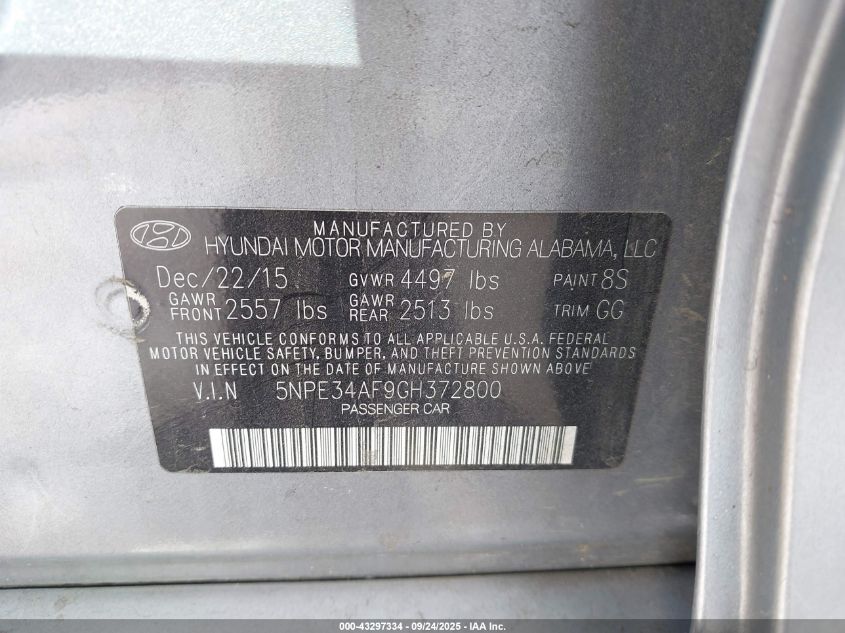 MANUFACTURED BY
HYUNDAI MOTOR MANUFACTURING ALABAMA, LLC
Dec/22/15 GVWR 4497 lbs PAINT 8S
GAWR FRONT 2557 lbs GAWR REAR 2513 lbs TRIM GG
THIS VEHICLE CONFORMS TO ALL APPLICABLE U.S.A. FEDERAL
MOTOR VEHICLE SAFETY, BUMPER, AND THEFT PREVENTION STANDARDS
IN EFFECT ON THE DATE OF MANUFACTURE SHOWN ABOVE.
V.I.N 5NPE34AF9GH372800
PASSENGER CAR
000-43297334 - 09/24/2025 - IAA Inc.